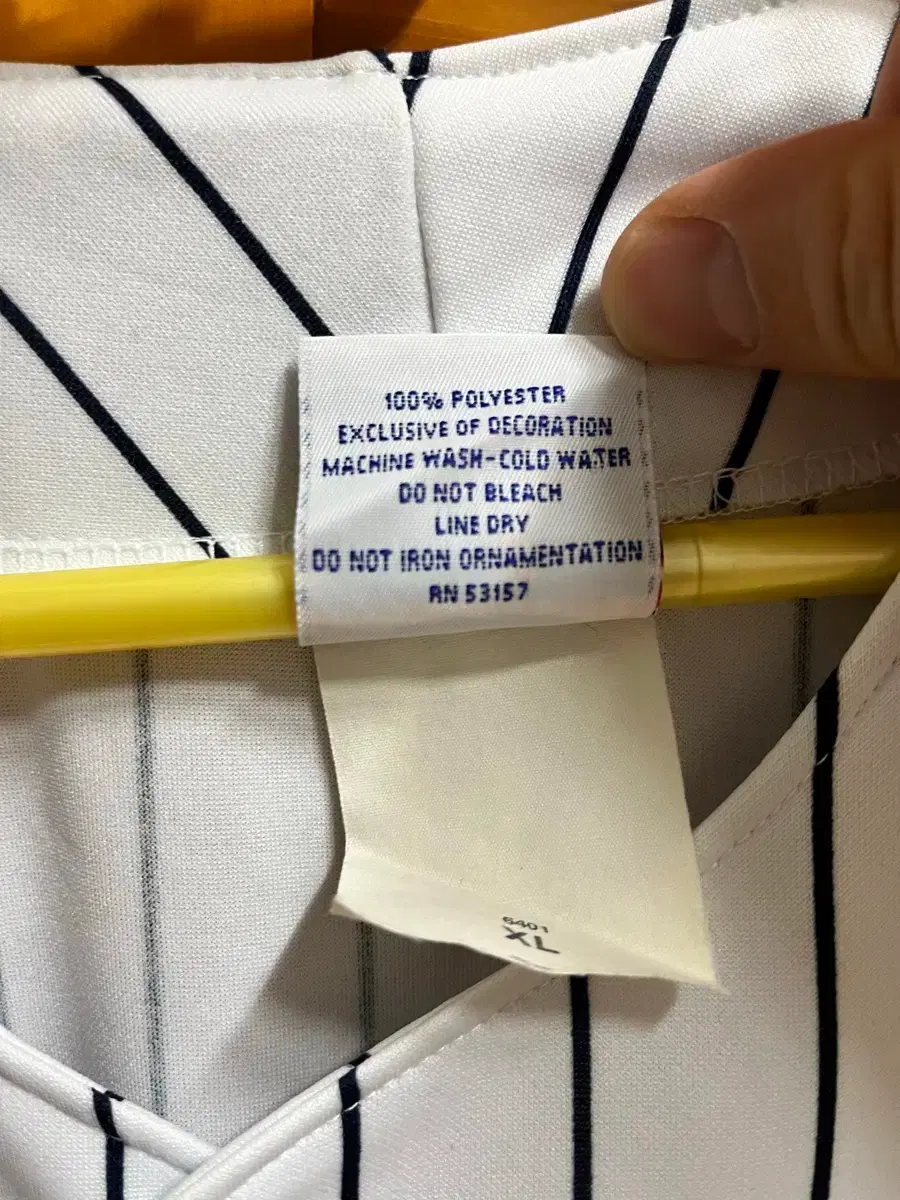 100% POLYESTER
EXCLUSIVE OF DECORATION
MACHINE WASH-COLD WATER
DO NOT BLEACH
LINE DRY
DO NOT IRON ORNAMENTATION
RN 53157
6401
XL